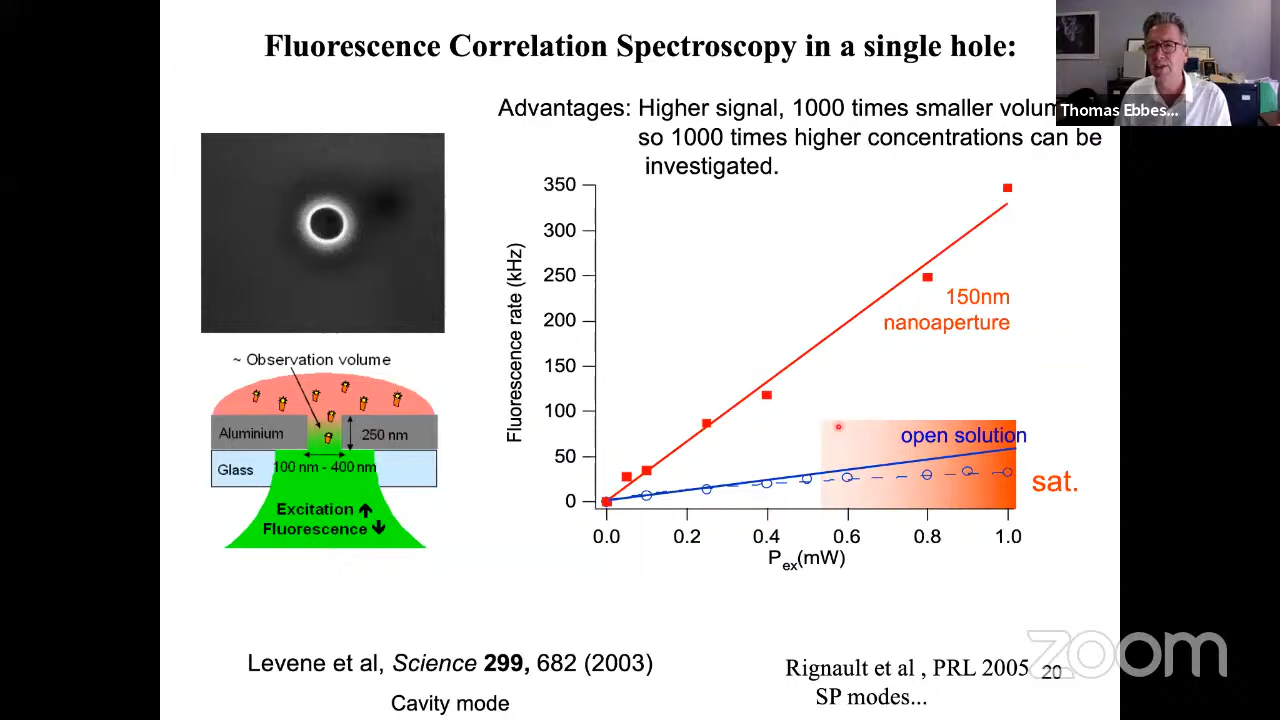 Fluorescence Correlation Spectroscopy in a single hole:
Thomas Ebbes...
Advantages: Higher signal, 1000 times smaller volum
so 1000 times higher concentrations can be
investigated.
350
300
250
200
150
100
50
0
Fluorescence rate (kHz)
150nm
nanoaperture
open solution
sat.
0.0 0.2 0.4 0.6 0.8 1.0
Pex(mW)
~ Observation volume
Aluminium
250 nm
Glass
100 nm - 400nm
Excitation
Fluorescence
Levene et al, Science 299, 682 (2003)
Cavity mode
Rignault et al , PRL 2005
SP modes...
20
zoom